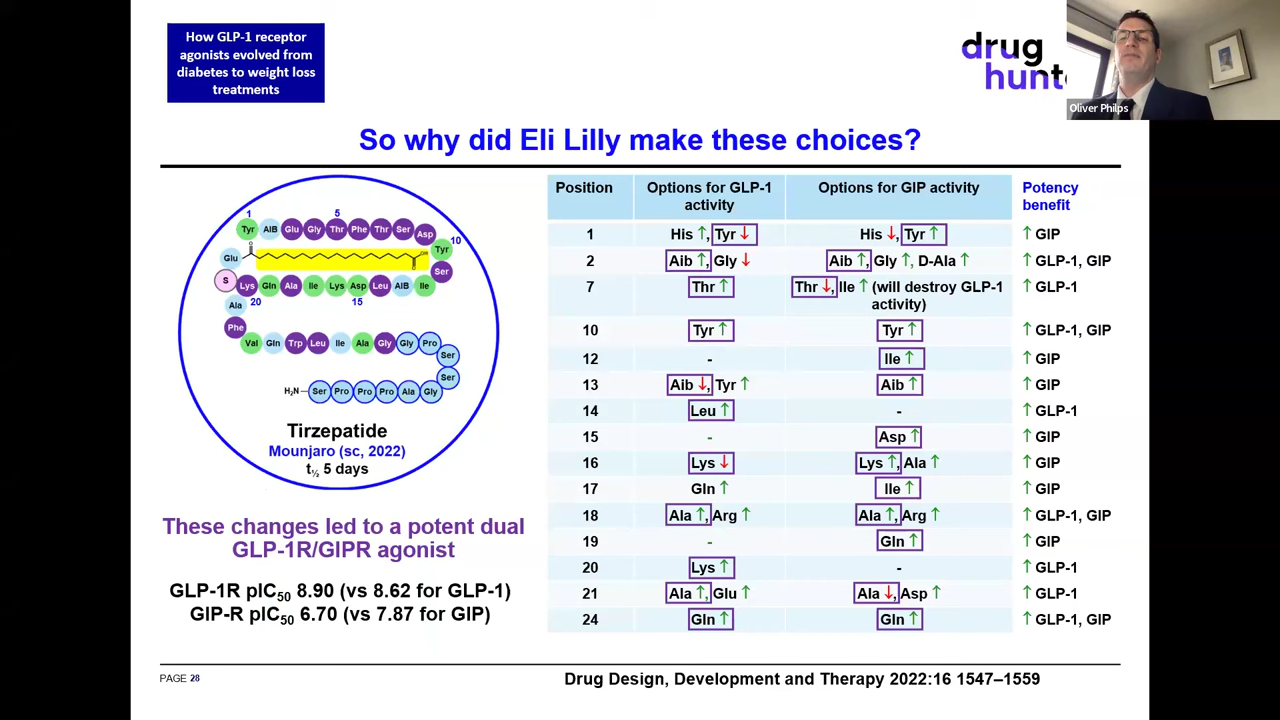 How GLP-1 receptor
agonists evolved from
diabetes to weight loss
treatments
drug
hunt
Oliver Philps
So why did Eli Lilly make these choices?
1
5
10
Tyr AIB Glu Gly Thr Phe Thr Ser Asp
Tyr
Glu
OH
O
O
Ser
S
Lys Gln Ala Ile Lys Asp Leu AIB Ile
20
15
Ala
Phe
Val Gln Trp Leu Ile Ala Gly Gly Pro
Ser
Ser
H₂N Ser Pro Pro Pro Ala Gly
Tirzepatide
Mounjaro (sc, 2022)
t½ 5 days
These changes led to a potent dual
GLP-1R/GIPR agonist
GLP-1R pIC50 8.90 (vs 8.62 for GLP-1)
GIP-R pIC50 6.70 (vs 7.87 for GIP)
Position Options for GLP-1 activity Options for GIP activity Potency benefit
1 His ↑, Tyr ↓ His ↓, Tyr ↑ ↑ GIP
2 Aib ↑, Gly ↓ Aib ↑, Gly ↑, D-Ala ↑ ↑ GLP-1, GIP
7 Thr ↑ Thr ↓, Ile ↑ (will destroy GLP-1 activity) ↑ GLP-1
10 Tyr ↑ Tyr ↑ ↑ GLP-1, GIP
12 - Ile ↑ ↑ GIP
13 Aib ↓, Tyr ↑ Aib ↑ ↑ GIP
14 Leu ↑ - ↑ GLP-1
15 - Asp ↑ ↑ GIP
16 Lys ↓ Lys ↑, Ala ↑ ↑ GIP
17 Gln ↑ Ile ↑ ↑ GIP
18 Ala ↑, Arg ↑ Ala ↑, Arg ↑ ↑ GLP-1, GIP
19 - Gln ↑ ↑ GIP
20 Lys ↑ - ↑ GLP-1
21 Ala ↑, Glu ↑ Ala ↓, Asp ↑ ↑ GLP-1
24 Gln ↑ Gln ↑ ↑ GLP-1, GIP
PAGE 28
Drug Design, Development and Therapy 2022:16 1547–1559